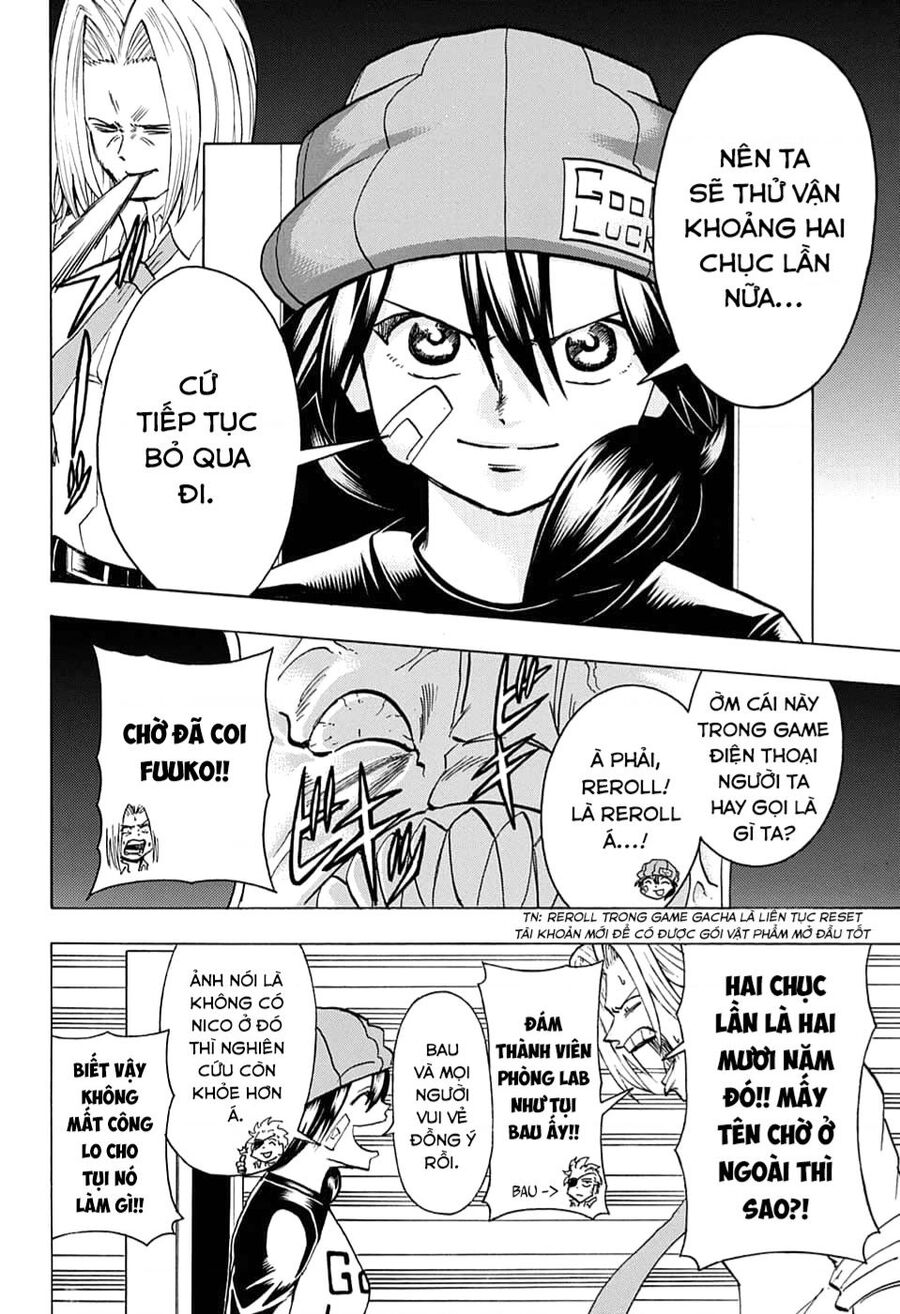 NÊN TA
SẼ THỬ VẬN
KHOẢNG HAI
CHỤC LẦN
NỮA...
GOOD
LUCK
CỨ
TIẾP TỤC
BỎ QUA
ĐI.
ỜM CÁI NÀY
TRONG GAME
ĐIỆN THOẠI
NGƯỜI TA
HAY GỌI LÀ
GÌ TA?
À PHẢI,
REROLL!
LÀ REROLL
Á...!
CHỜ ĐÃ COI
FUUKO!!
TN: REROLL TRONG GAME GACHA LÀ LIÊN TỤC RESET
TÀI KHOẢN MỚI ĐỂ CÓ ĐƯỢC GÓI VẬT PHẨM MỞ ĐẦU TỐT
HAI CHỤC
LẦN LÀ HAI
MƯƠI NĂM
ĐÓ!! MẤY
TÊN CHỜ Ở
NGOÀI THÌ
SAO?!
ĐÁM
THÀNH VIÊN
PHÒNG LAB
NHƯ TỤI
BAU ẤY!!
BAU ->
BAU
VÀ MỌI
NGƯỜI
VUI VẺ
ĐỒNG Ý
RỒI.
ẢNH NÓI LÀ
KHÔNG CÓ
NICO Ở ĐÓ
THÌ NGHIÊN
CỨU CÒN
KHỎE HƠN
Á.
BIẾT VẬY
KHÔNG
MẤT CÔNG
LO CHO
TỤI NÓ
LÀM GÌ!!
Go